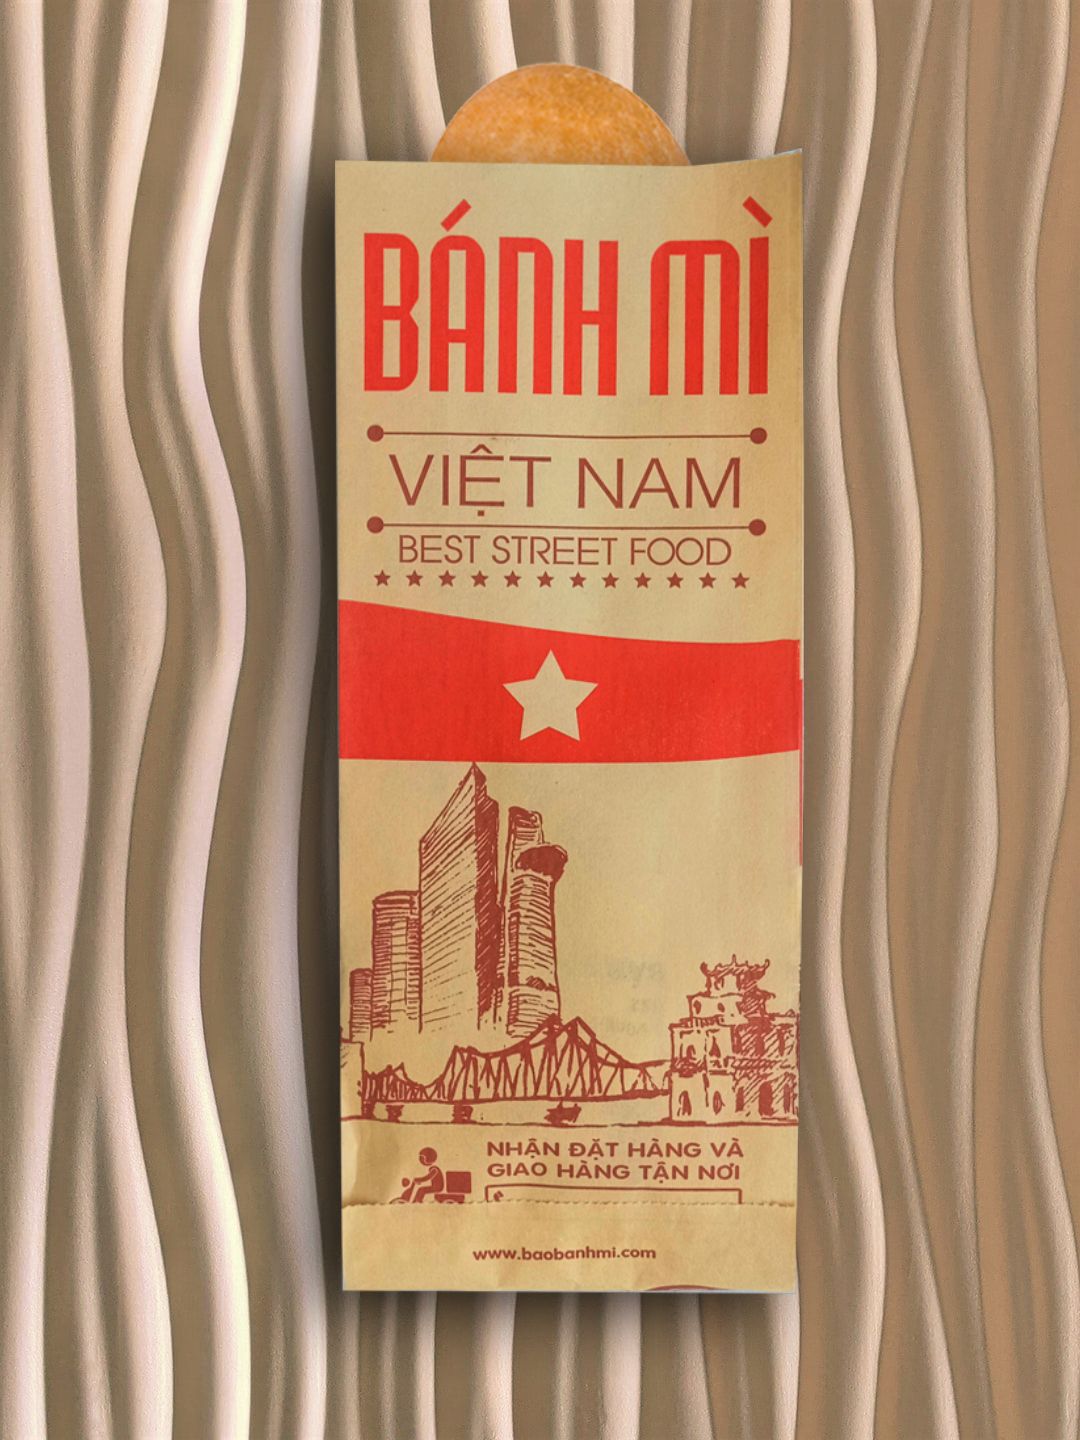 BÁNH MÌ
VIỆT NAM
BEST STREET FOOD
NHẬN ĐẶT HÀNG VÀ
GIAO HÀNG TẬN NƠI
www.baobanhmi.com